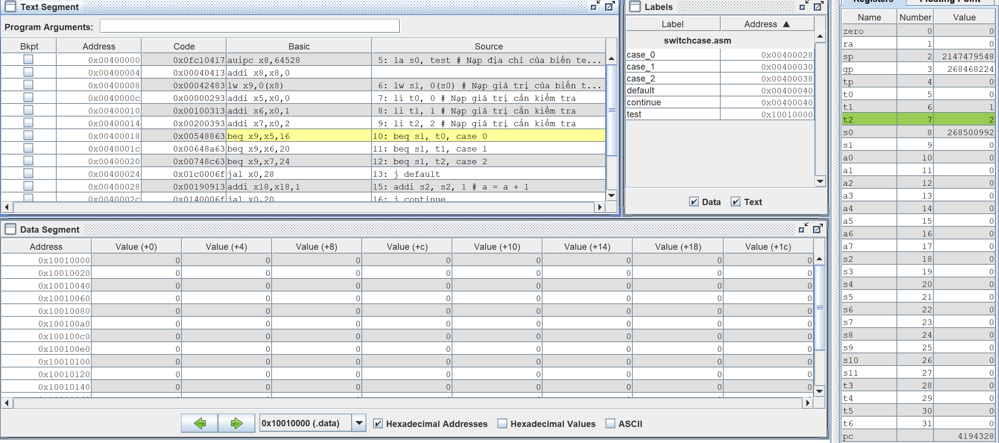 Text Segment
Program Arguments:
Bkpt Address Code Basic Source
0x00400000 0x0fc10417 auipc x8,64528 5: la s0, test # Nạp địa chỉ của biến te...
0x00400004 0x00040413 addi x8,x8,0
0x00400008 0x00042483 lw x9,0(x8) 6: lw s1, 0(s0) # Nạp giá trị của biến t...
0x0040000c 0x00000293 addi x5,x0,0 7: li t0, 0 # Nạp giá trị cần kiểm tra
0x00400010 0x00100313 addi x6,x0,1 8: li t1, 1 # Nạp giá trị cần kiểm tra
0x00400014 0x00200393 addi x7,x0,2 9: li t2, 2 # Nạp giá trị cần kiểm tra
0x00400018 0x00548863 beq x9,x5,16 10: beq s1, t0, case 0
0x0040001c 0x00648a63 beq x9,x6,20 11: beq s1, t1, case 1
0x00400020 0x00748c63 beq x9,x7,24 12: beq s1, t2, case 2
0x00400024 0x01c0006f jal x0,28 13: j default
0x00400028 0x00190913 addi x18,x18,1 15: addi s2, s2, 1 # a = a + 1
0x0040002c 0x0140006f jal x0,20 16: j continue
Labels
Label Address ▲
switchcase.asm
case_0 0x00400028
case_1 0x00400030
case_2 0x00400038
default 0x00400040
continue 0x00400040
test 0x10010000
Data Text
Data Segment
Address Value (+0) Value (+4) Value (+8) Value (+c) Value (+10) Value (+14) Value (+18) Value (+1c)
0x10010000 0 0 0 0 0 0 0 0
0x10010020 0 0 0 0 0 0 0 0
0x10010040 0 0 0 0 0 0 0 0
0x10010060 0 0 0 0 0 0 0 0
0x10010080 0 0 0 0 0 0 0 0
0x100100a0 0 0 0 0 0 0 0 0
0x100100c0 0 0 0 0 0 0 0 0
0x100100e0 0 0 0 0 0 0 0 0
0x10010100 0 0 0 0 0 0 0 0
0x10010120 0 0 0 0 0 0 0 0
0x10010140 0 0 0 0 0 0 0 0
0x10010000 (.data) Hexadecimal Addresses Hexadecimal Values ASCII
Registers Floating Point
Name Number Value
zero 0 0
ra 1 0
sp 2 2147479548
gp 3 268468224
tp 4 0
t0 5 0
t1 6 1
t2 7 2
s0 8 268500992
s1 9 0
a0 10 0
a1 11 0
a2 12 0
a3 13 0
a4 14 0
a5 15 0
a6 16 0
a7 17 0
s2 18 0
s3 19 0
s4 20 0
s5 21 0
s6 22 0
s7 23 0
s8 24 0
s9 25 0
s10 26 0
s11 27 0
t3 28 0
t4 29 0
t5 30 0
t6 31 0
pc 4194328